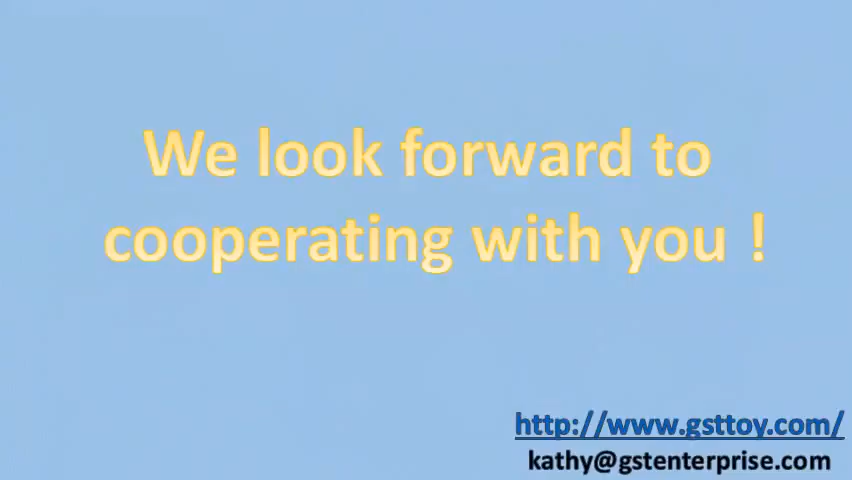 We look forward to
cooperating with you !
http://www.gsttoy.com/
kathy@gstenterprise.com